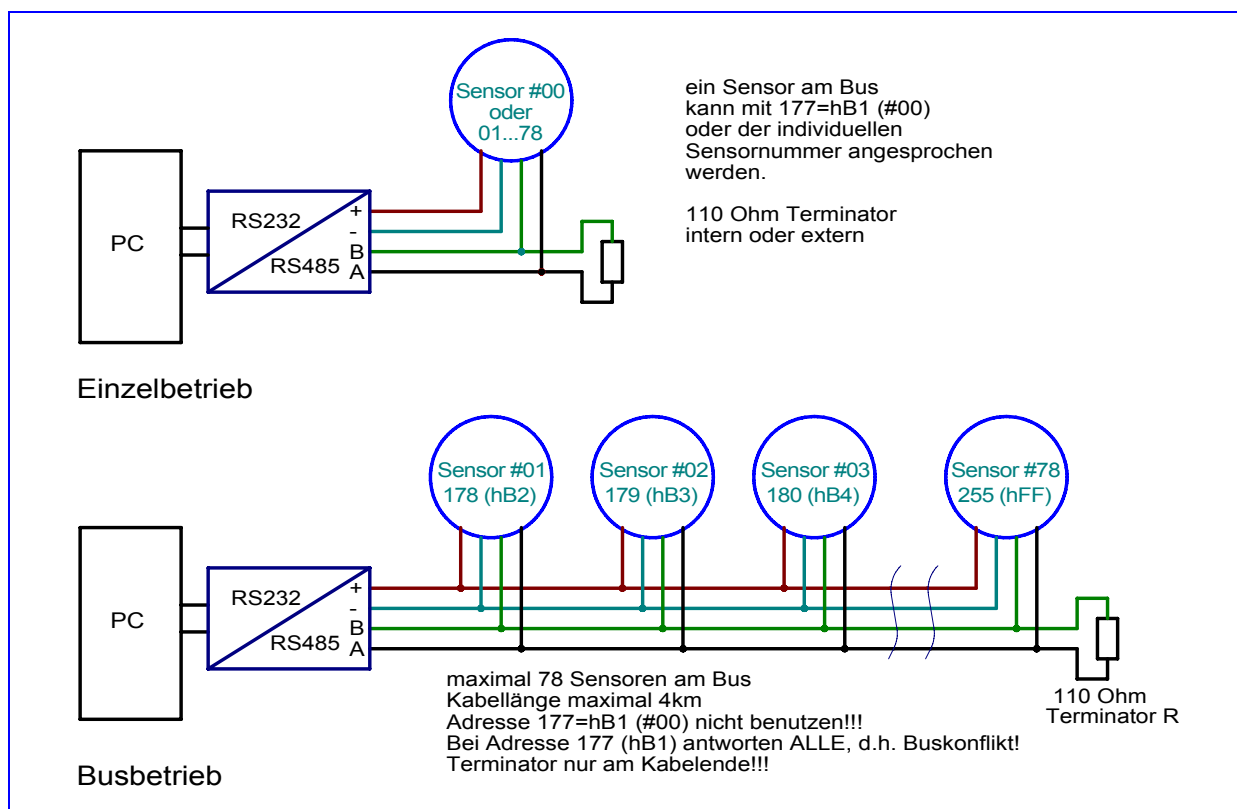 Sensor #00
oder
01...78
ein Sensor am Bus
kann mit 177=hB1 (#00)
oder der individuellen
Sensornummer angesprochen
werden.
110 Ohm Terminator
intern oder extern
PC
RS232
RS485
+
-
B
A
Einzelbetrieb
Sensor #01
178 (hB2)
Sensor #02
179 (hB3)
Sensor #03
180 (hB4)
Sensor #78
255 (hFF)
PC
RS232
RS485
+
-
B
A
110 Ohm
Terminator R
maximal 78 Sensoren am Bus
Kabellänge maximal 4km
Adresse 177=hB1 (#00) nicht benutzen!!!
Bei Adresse 177 (hB1) antworten ALLE, d.h. Buskonflikt!
Terminator nur am Kabelende!!!
Busbetrieb